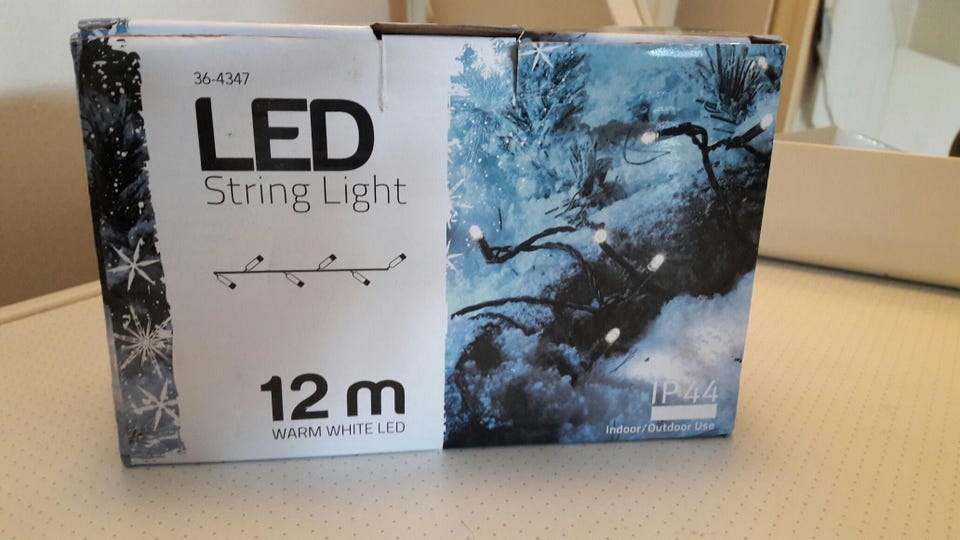 36-4347
LED
String Light
12 m
WARM WHITE LED
IP44
Indoor/Outdoor Use